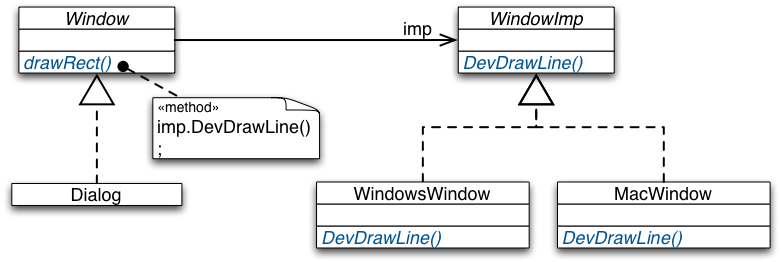 Window
WindowImp
imp
drawRect()
DevDrawLine()
«method»
imp.DevDrawLine()
;
Dialog
WindowsWindow
MacWindow
DevDrawLine()
DevDrawLine()